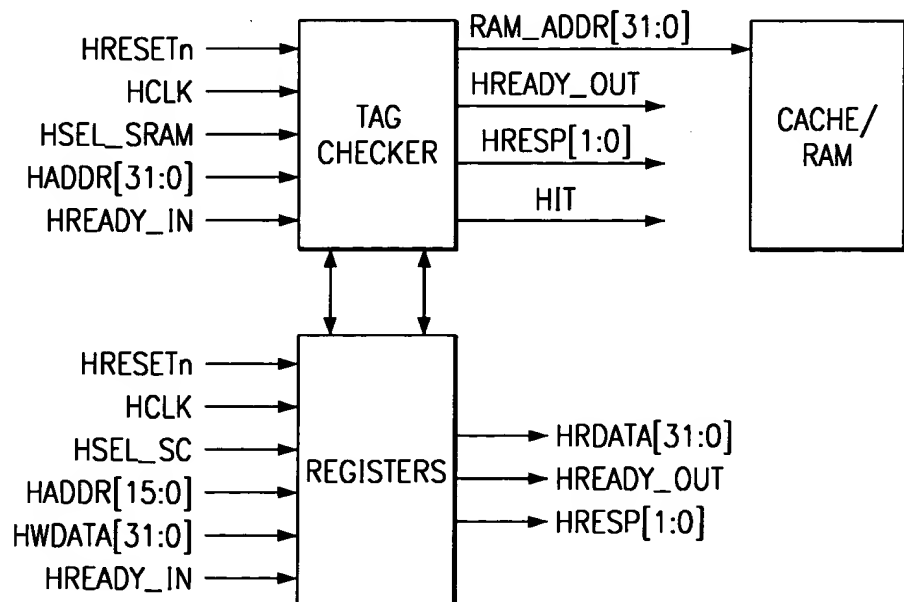 HRESETn
HCLK
HSEL_SRAM
HADDR[31:0]
HREADY_IN
TAG
CHECKER
RAM_ADDR[31:0]
HREADY_OUT
HRESP[1:0]
HIT
CACHE/
RAM
HRESETn
HCLK
HSEL_SC
HADDR[15:0]
HWDATA[31:0]
HREADY_IN
REGISTERS
HRDATA[31:0]
HREADY_OUT
HRESP[1:0]